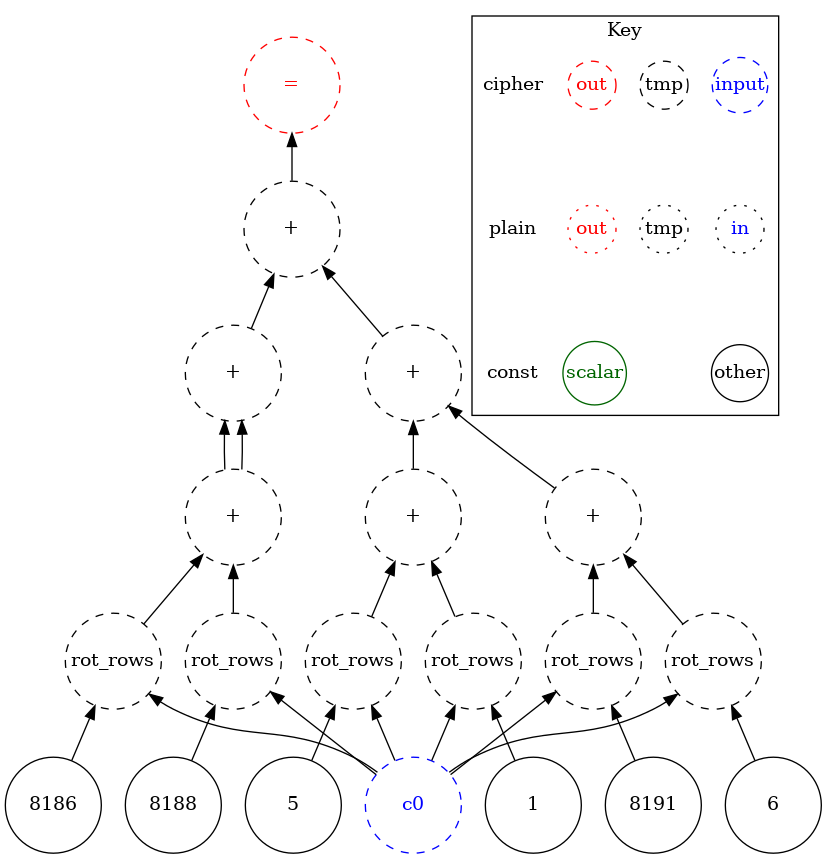 Key
cipher out tmp input
=
plain out tmp in
+
const scalar other
+ +
+ + +
rot_rows rot_rows rot_rows rot_rows rot_rows rot_rows
8186 8188 5 c0 1 8191 6